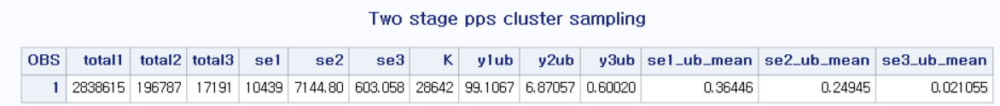 Two stage pps cluster sampling
OBS total1 total2 total3 se1 se2 se3 K y1ub y2ub y3ub se1_ub_mean se2_ub_mean se3_ub_mean
1 2838615 196787 17191 10439 7144.80 603.058 28642 99.1067 6.87057 0.60020 0.36446 0.24945 0.021055